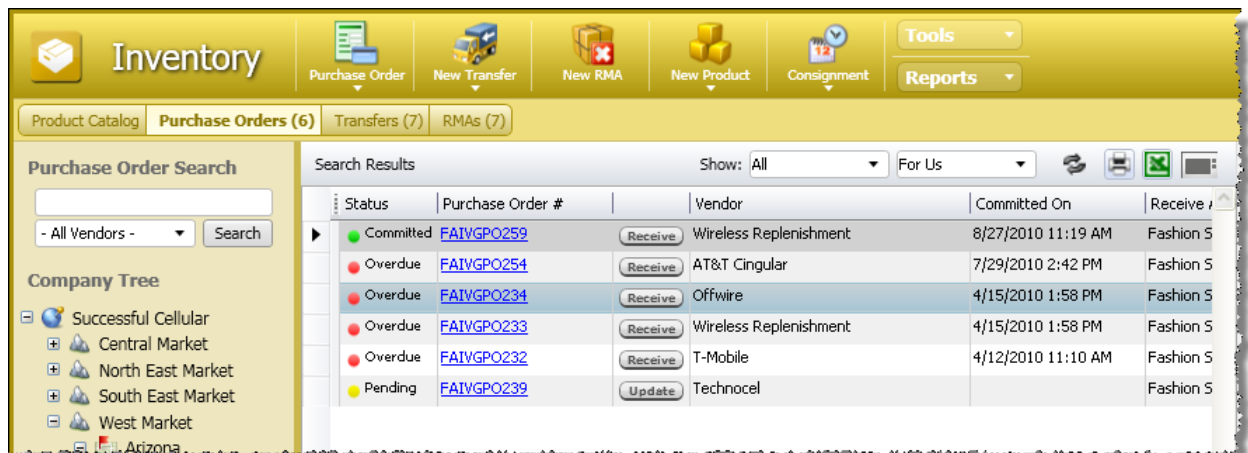 Inventory
Purchase Order
New Transfer
New RMA
New Product
12
Consignment
Tools
Reports
Product Catalog
Purchase Orders (6)
Transfers (7)
RMAs (7)
Purchase Order Search
- All Vendors -
Search
Company Tree
Successful Cellular
Central Market
North East Market
South East Market
West Market
Arizona
Search Results
Show: All
For Us
Status Purchase Order # Vendor Committed On Receive
Committed FAIVGPO259 Receive Wireless Replenishment 8/27/2010 11:19 AM Fashion S
Overdue FAIVGPO254 Receive AT&T Cingular 7/29/2010 2:42 PM Fashion S
Overdue FAIVGPO234 Receive Offwire 4/15/2010 1:58 PM Fashion S
Overdue FAIVGPO233 Receive Wireless Replenishment 4/15/2010 1:58 PM Fashion S
Overdue FAIVGPO232 Receive T-Mobile 4/12/2010 11:10 AM Fashion S
Pending FAIVGPO239 Update Technocel Fashion S